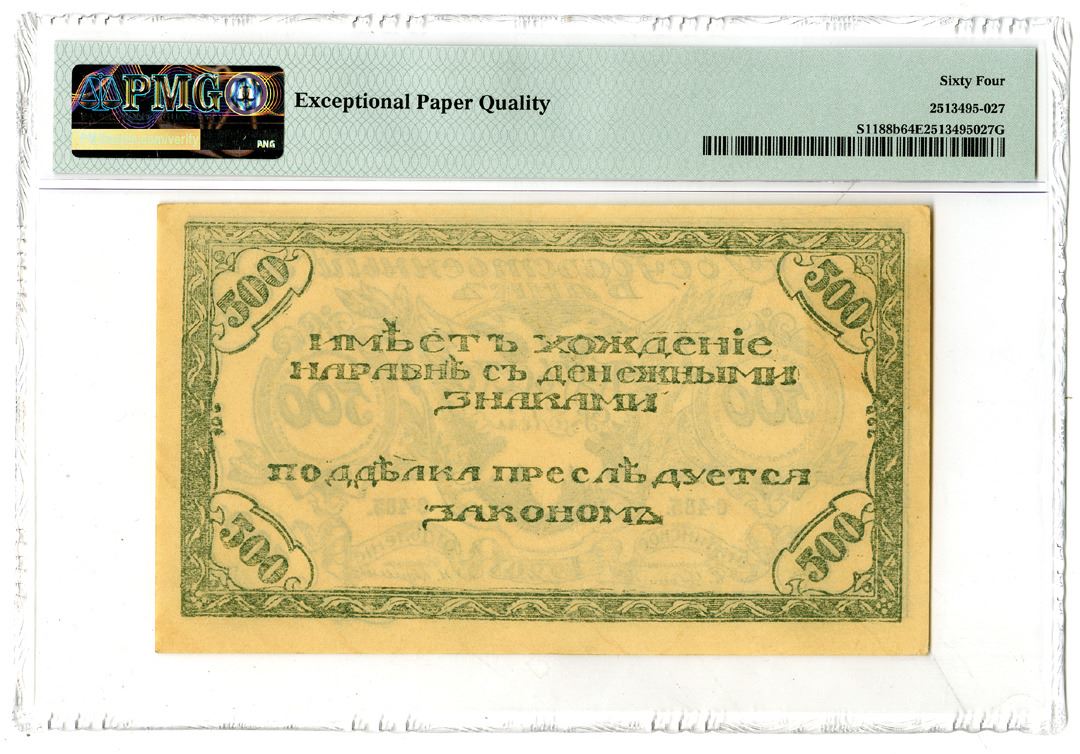 PMG
Exceptional Paper Quality
Sixty Four
2513495-027
S1188b64E2513495027G
PNG
500
500
ИМѢЕТЪ ХОЖДЕНІЕ
НАРАВНѢ СЪ ДЕНЕЖНЫМИ
ЗНАКАМИ
ПОДДѢЛКА ПРЕСЛѢДУЕТСЯ
ЗАКОНОМЪ
500
500